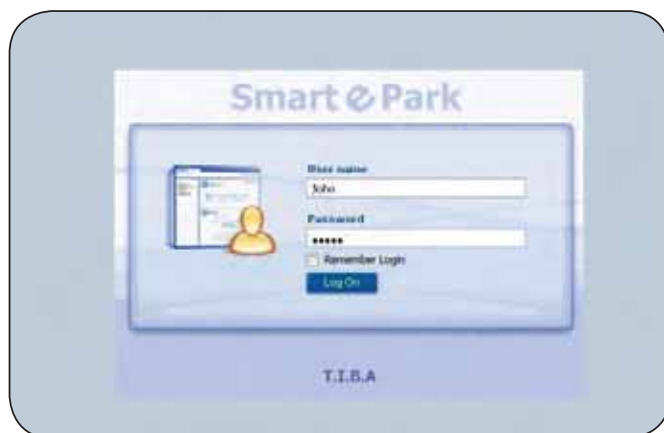 Smart e Park
User name
John
Password
•••••
Remember Login
Log On
T.I.B.A